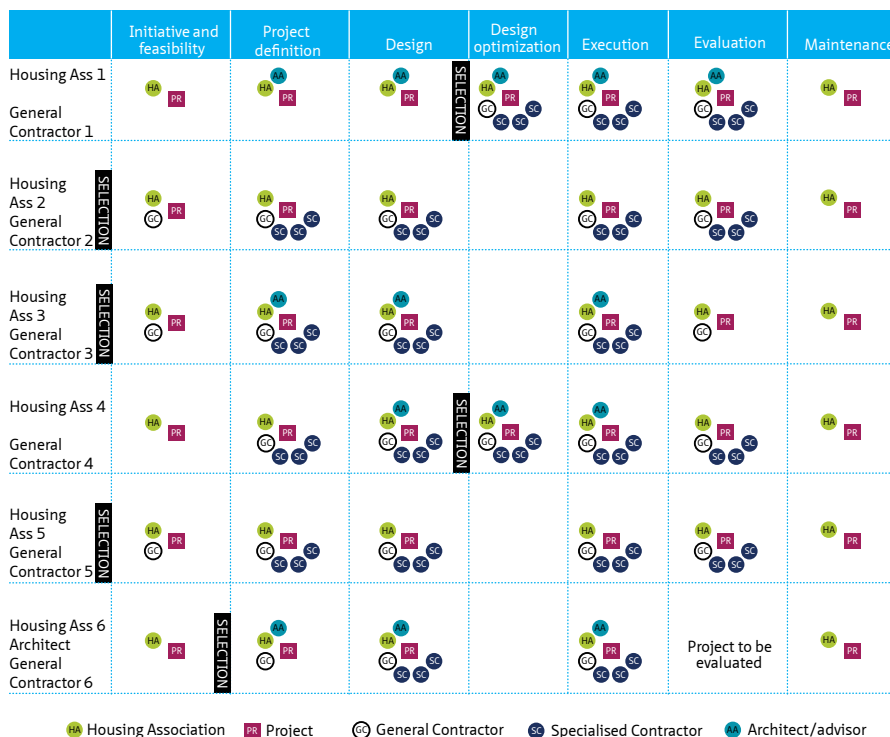 Initiative and feasibility
Project definition
Design
Design optimization
Execution
Evaluation
Maintenance
Housing Ass 1
General
Contractor 1
HA PR
AA HA PR
AA HA PR
SELECTION
AA HA PR GC SC SC SC
AA HA PR GC SC SC SC
AA HA PR GC SC SC SC
HA PR
Housing
Ass 2
General
Contractor 2
SELECTION
HA PR GC
HA PR GC SC SC SC
HA PR GC SC SC SC
HA PR GC SC SC SC
HA PR GC SC SC SC
HA PR
Housing
Ass 3
General
Contractor 3
SELECTION
HA PR GC
AA HA PR GC SC SC SC
AA HA PR GC SC SC SC
AA HA PR GC SC SC SC
HA PR GC
HA PR
Housing Ass 4
General
Contractor 4
HA PR
HA PR GC SC SC SC
AA HA PR GC SC SC SC
SELECTION
AA HA PR GC SC SC SC
AA HA PR GC SC SC SC
HA PR GC SC SC SC
HA PR
Housing
Ass 5
General
Contractor 5
SELECTION
HA PR GC
HA PR GC SC SC SC
HA PR GC SC SC SC
HA PR GC SC SC SC
HA PR GC SC SC SC
HA PR
Housing Ass 6
Architect
General
Contractor 6
HA PR
SELECTION
AA HA PR GC
AA HA PR GC SC SC SC
AA HA PR GC SC SC SC
Project to be
evaluated
HA PR
HA Housing Association PR Project GC General Contractor SC Specialised Contractor AA Architect/advisor